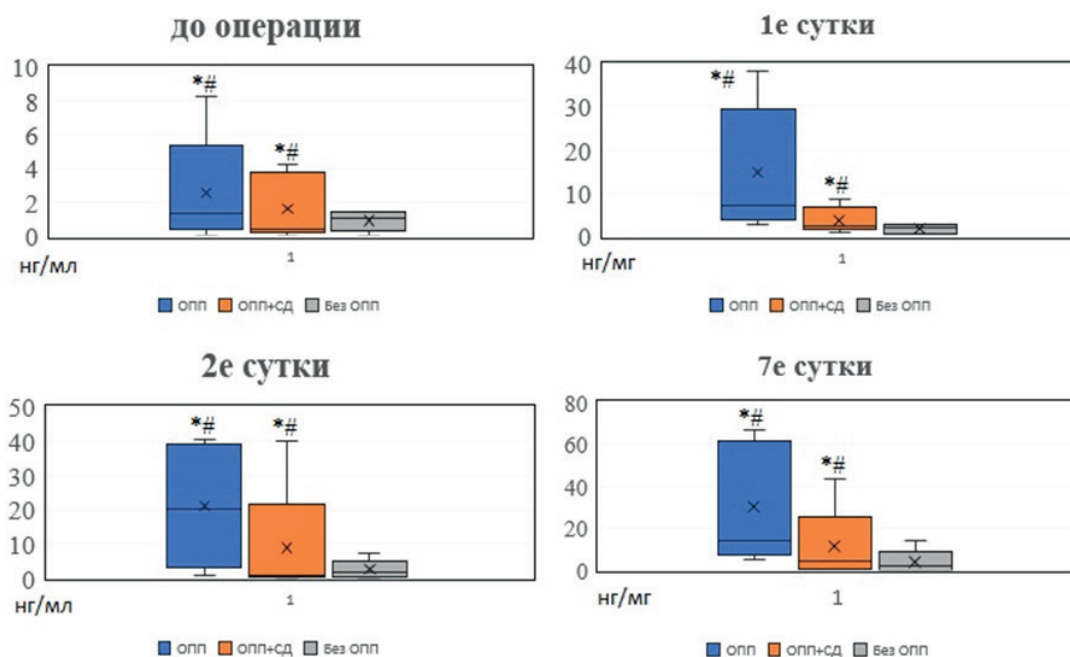 до операции
10
8
6
4
2
0
*#
*#
нг/мл
1
ОПП ОПП+СД Без ОПП
1е сутки
40
30
20
10
0
*#
*#
нг/мг
1
ОПП ОПП+СД Без ОПП
2е сутки
50
40
30
20
10
0
*#
*#
нг/мл
1
ОПП ОПП+СД Без ОПП
7е сутки
80
60
40
20
0
*#
*#
нг/мг
1
ОПП ОПП+СД Без ОПП